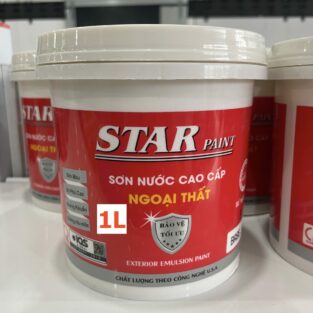 STAR PAINT
SƠN NƯỚC CAO CẤP
NGOẠI THẤT
1L
BẢO VỆ
TỐI ƯU
EXTERIOR EMULSION PAINT
CHẤT LƯỢNG THEO CÔNG NGHỆ U.S.A